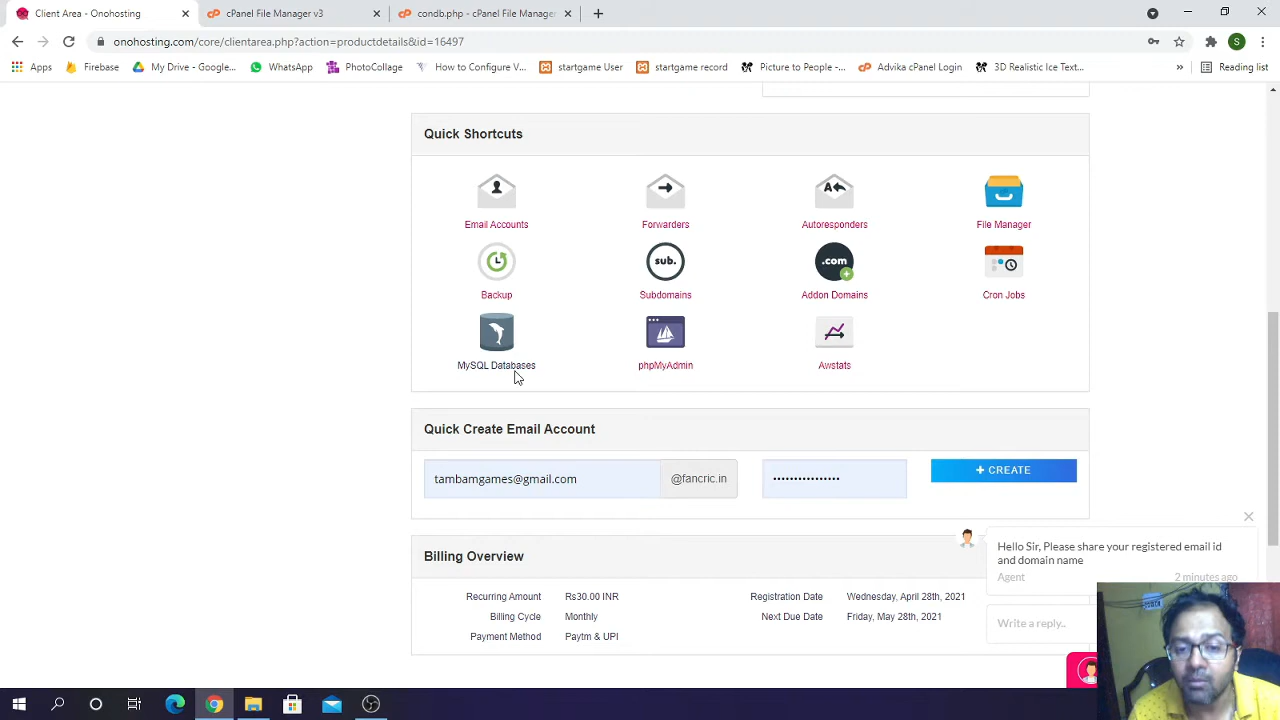 Client Area - Onohosting
cPanel File Manager v3
condb.php - cPanel File Manager
onohosting.com/core/clientarea.php?action=productdetails&id=16497
S
Apps
Firebase
My Drive - Google...
WhatsApp
PhotoCollage
How to Configure V...
startgame User
startgame record
Picture to People -...
Advika cPanel Login
3D Realistic Ice Text...
»
Reading list
Quick Shortcuts
Email Accounts
Forwarders
A
Autoresponders
File Manager
Backup
sub.
Subdomains
.com
Addon Domains
Cron Jobs
MySQL Databases
phpMyAdmin
Awstats
Quick Create Email Account
tambamgames@gmail.com
@fancric.in
••••••••••••••••
+ CREATE
Billing Overview
Hello Sir, Please share your registered email id
and domain name
Agent
2 minutes ago
Recurring Amount
Rs30.00 INR
Registration Date
Wednesday, April 28th, 2021
Billing Cycle
Monthly
Next Due Date
Friday, May 28th, 2021
Write a reply..
Payment Method
Paytm & UPI